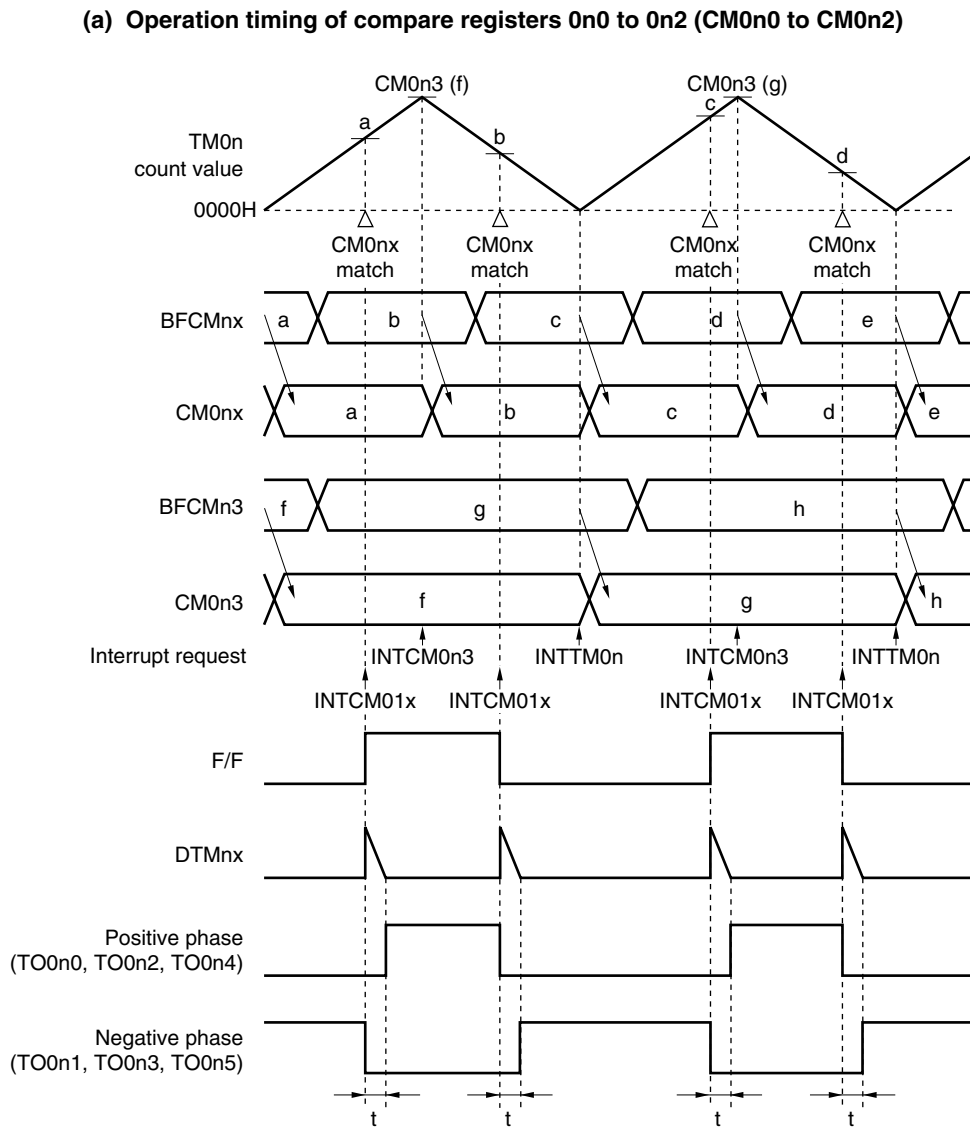 (a) Operation timing of compare registers 0n0 to 0n2 (CM0n0 to CM0n2)
CM0n3 (f)
CM0n3 (g)
a
b
c
d
TM0n
count value
0000H
CM0nx
match
CM0nx
match
CM0nx
match
CM0nx
match
BFCMnx
a
b
c
d
e
CM0nx
a
b
c
d
e
BFCMn3
f
g
h
CM0n3
f
g
h
Interrupt request
INTCM0n3
INTTM0n
INTCM0n3
INTTM0n
INTCM01x
INTCM01x
INTCM01x
INTCM01x
F/F
DTMnx
Positive phase
(TO0n0, TO0n2, TO0n4)
Negative phase
(TO0n1, TO0n3, TO0n5)
t
t
t
t